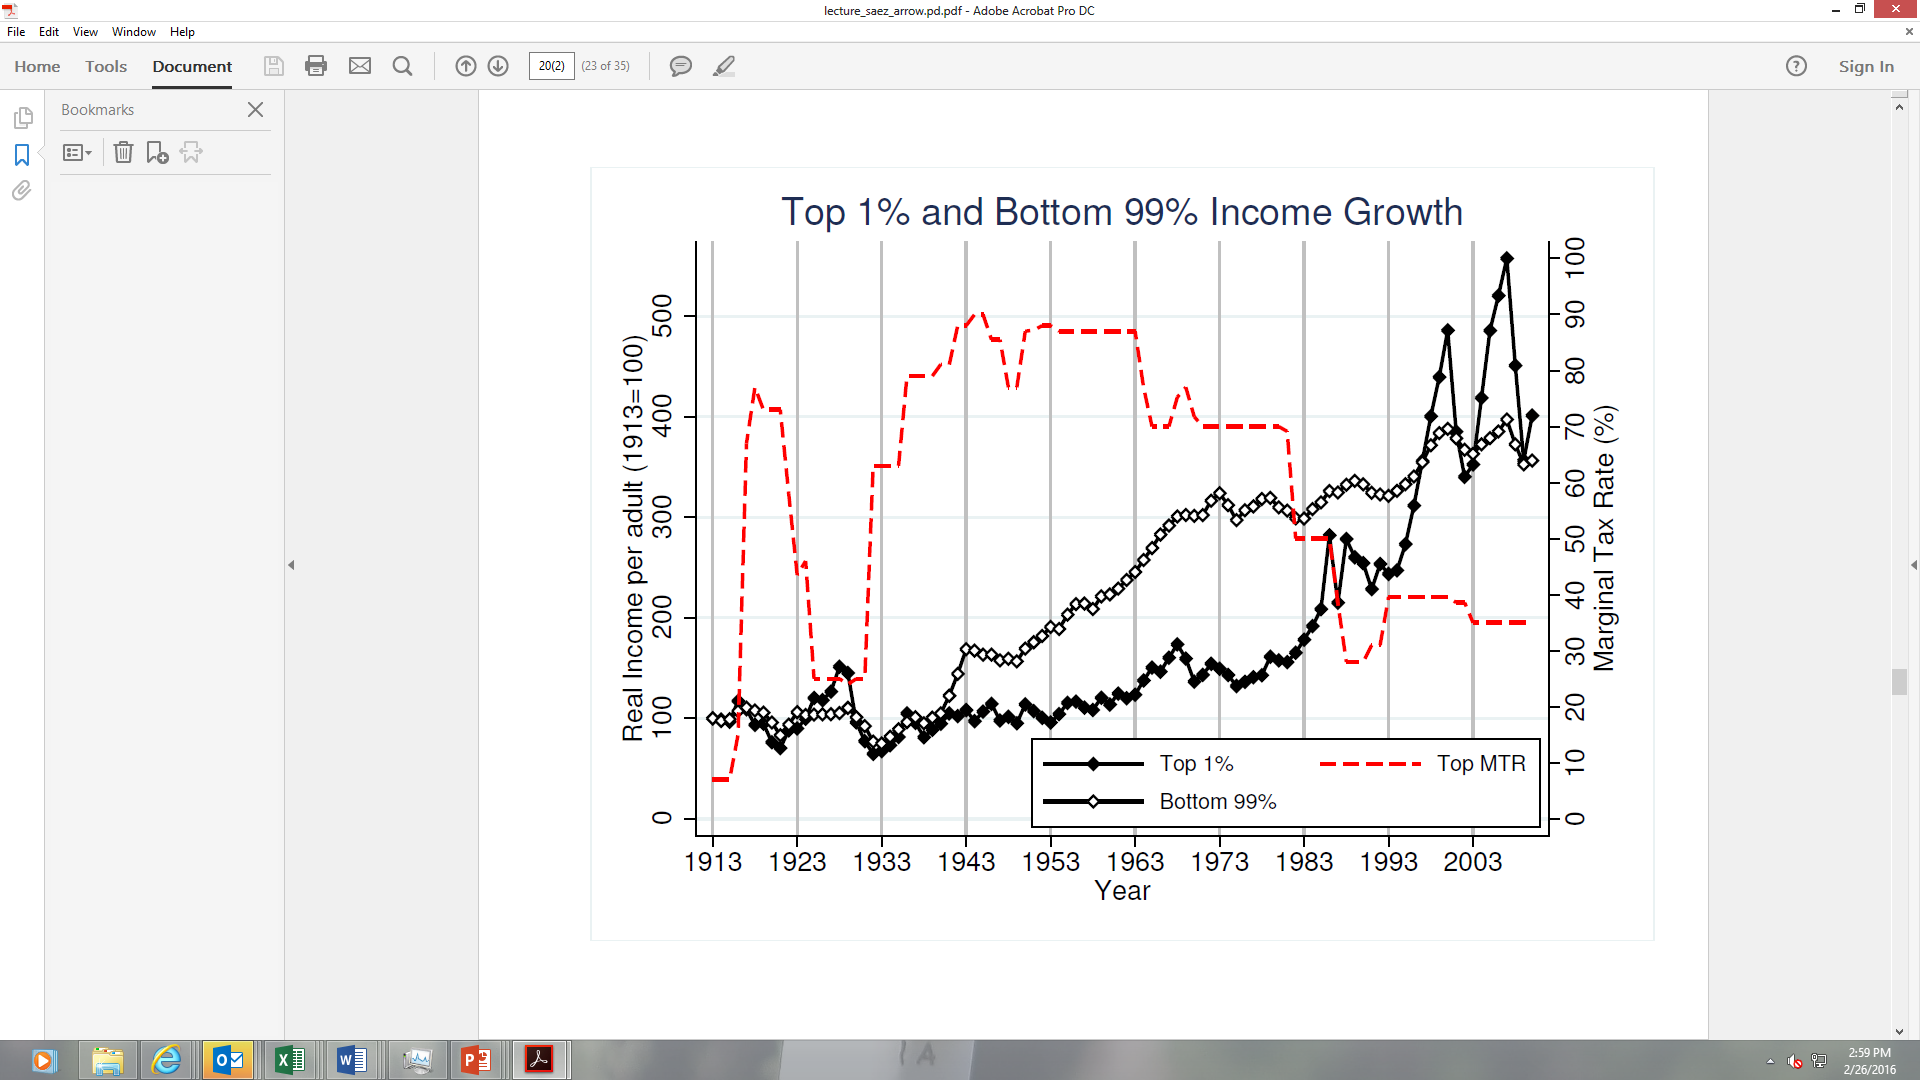 lecture_saez_arrow.pd.pdf - Adobe Acrobat Pro DC
File Edit View Window Help
Home Tools Document 20(2) (23 of 35) Sign In
Bookmarks
Top 1% and Bottom 99% Income Growth
Real Income per adult (1913=100)
500
400
300
200
100
0
100
90
80
70
60
50
40
30
20
10
0
Marginal Tax Rate (%)
Top 1% Top MTR
Bottom 99%
1913 1923 1933 1943 1953 1963 1973 1983 1993 2003
Year
2:59 PM
2/26/2016